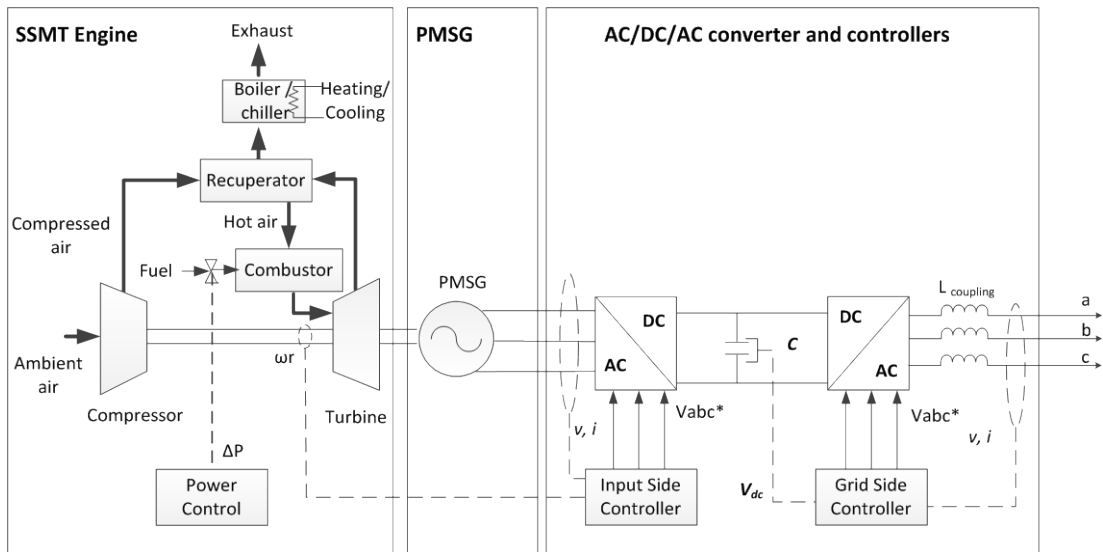 SSMT Engine
PMSG
AC/DC/AC converter and controllers
Exhaust
Boiler /
chiller
Heating/
Cooling
Recuperator
Compressed
air
Hot air
Fuel
Combustor
Ambient
air
ωr
Compressor
Turbine
ΔP
Power
Control
PMSG
DC
AC
v, i
Vabc*
Input Side
Controller
C
Vdc
DC
AC
Vabc*
v, i
Grid Side
Controller
L coupling
a
b
c